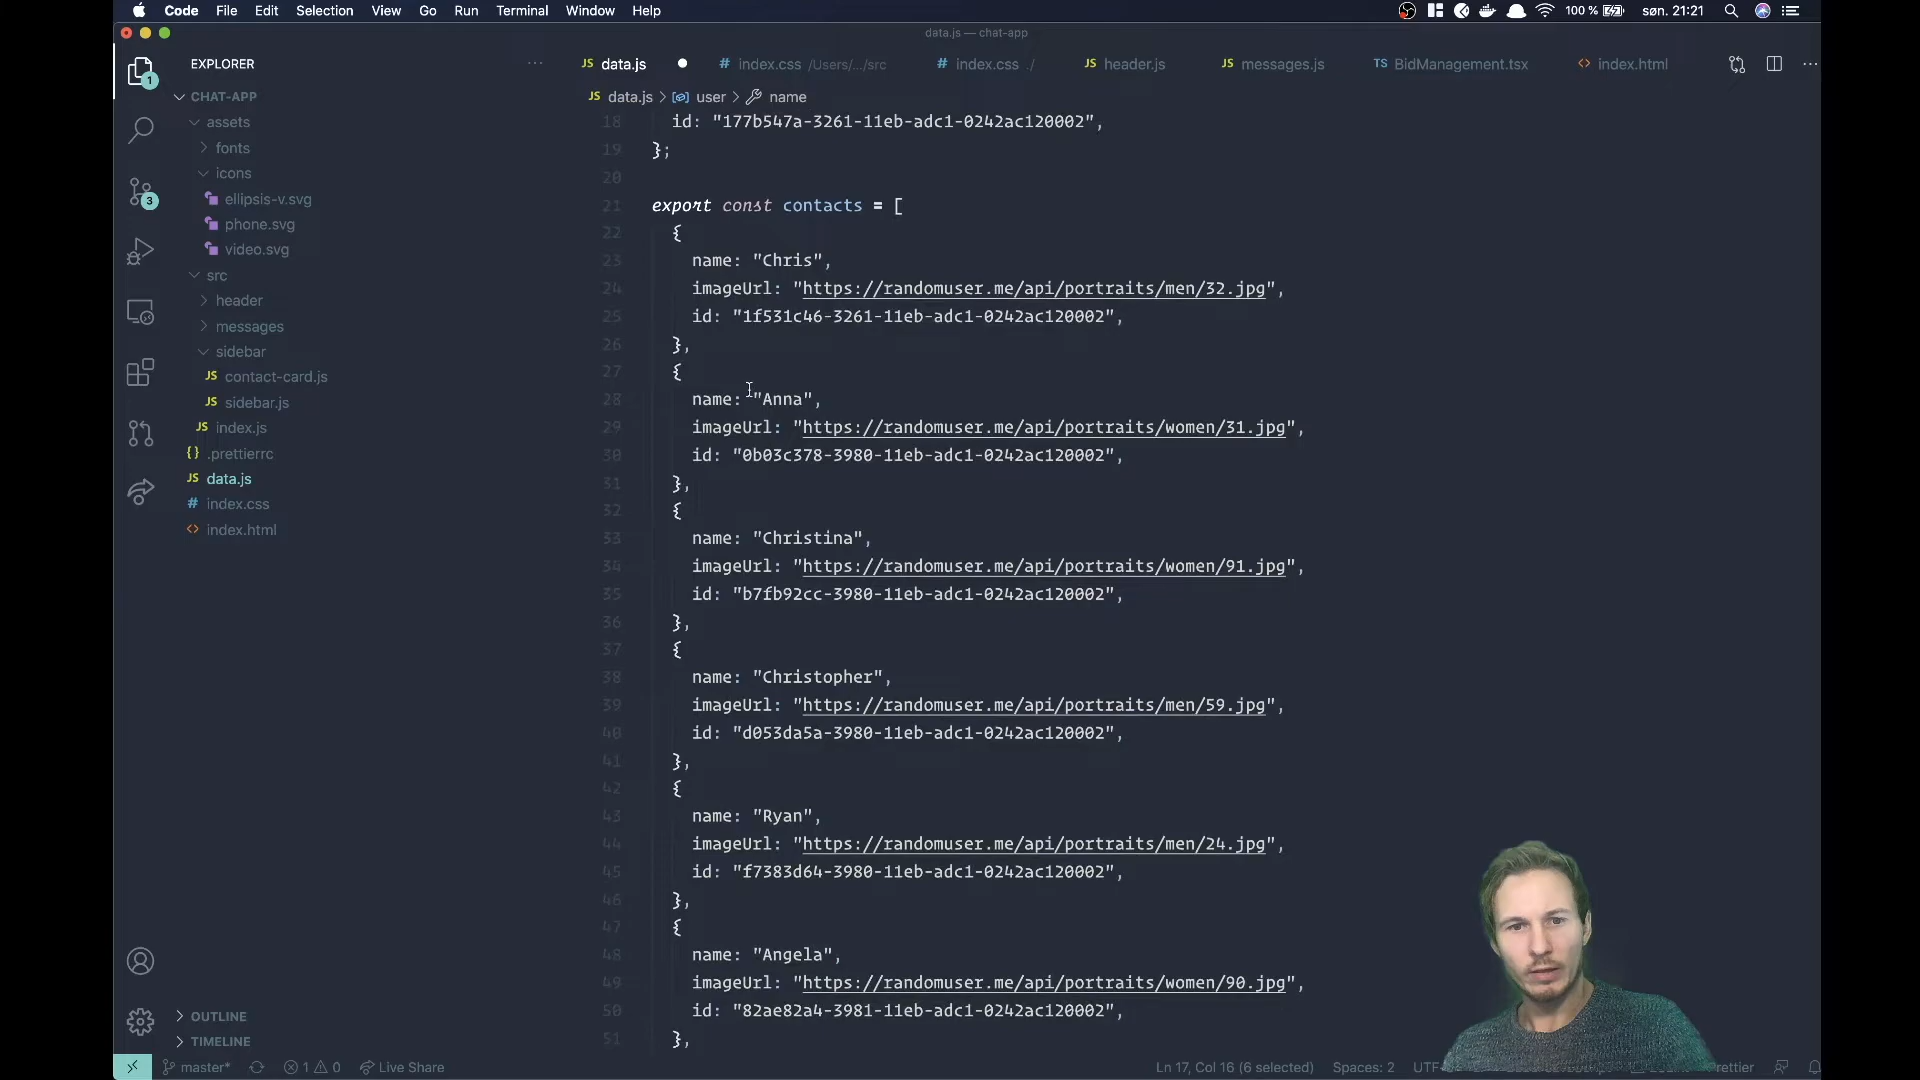 Code File Edit Selection View Go Run Terminal Window Help 100 % søn. 21:21
data.js — chat-app
EXPLORER
CHAT-APP
assets
fonts
icons
ellipsis-v.svg
phone.svg
video.svg
src
header
messages
sidebar
JS contact-card.js
JS sidebar.js
JS index.js
{} .prettierrc
JS data.js
# index.css
<> index.html
OUTLINE
TIMELINE
1
3
JS data.js # index.css /Users/.../src # index.css ./ JS header.js JS messages.js TS BidManagement.tsx <> index.html
JS data.js > user > name
18 id: "177b547a-3261-11eb-adc1-0242ac120002",
19 };
20
21 export const contacts = [
22 {
23 name: "Chris",
24 imageUrl: "https://randomuser.me/api/portraits/men/32.jpg",
25 id: "1f531c46-3261-11eb-adc1-0242ac120002",
26 },
27 {
28 name: "Anna",
29 imageUrl: "https://randomuser.me/api/portraits/women/31.jpg",
30 id: "0b03c378-3980-11eb-adc1-0242ac120002",
31 },
32 {
33 name: "Christina",
34 imageUrl: "https://randomuser.me/api/portraits/women/91.jpg",
35 id: "b7fb92cc-3980-11eb-adc1-0242ac120002",
36 },
37 {
38 name: "Christopher",
39 imageUrl: "https://randomuser.me/api/portraits/men/59.jpg",
40 id: "d053da5a-3980-11eb-adc1-0242ac120002",
41 },
42 {
43 name: "Ryan",
44 imageUrl: "https://randomuser.me/api/portraits/men/24.jpg",
45 id: "f7383d64-3980-11eb-adc1-0242ac120002",
46 },
47 {
48 name: "Angela",
49 imageUrl: "https://randomuser.me/api/portraits/women/90.jpg",
50 id: "82ae82a4-3981-11eb-adc1-0242ac120002",
51 },
master* 1 0 Live Share Ln 17, Col 16 (6 selected) Spaces: 2 UTF- rettier